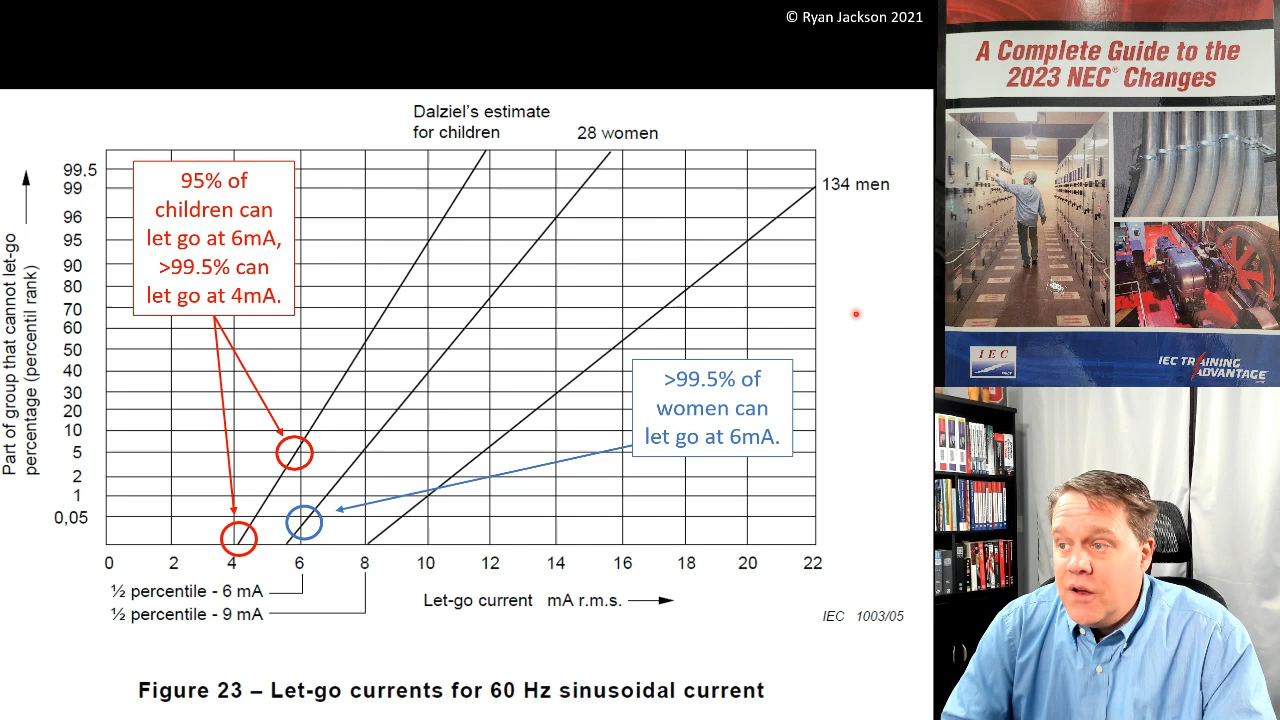 © Ryan Jackson 2021
A Complete Guide to the
2023 NEC® Changes
IEC
IEC TRAINING
ADVANTAGE
Dalziel's estimate
for children
28 women
134 men
Part of group that cannot let-go
percentage (percentil rank)
99.5
99
96
95
90
80
70
60
50
40
30
20
10
5
2
1
0,05
95% of
children can
let go at 6mA,
>99.5% can
let go at 4mA.
>99.5% of
women can
let go at 6mA.
0 2 4 6 8 10 12 14 16 18 20 22
½ percentile - 6 mA
½ percentile - 9 mA
Let-go current mA r.m.s.
IEC 1003/05
Figure 23 – Let-go currents for 60 Hz sinusoidal current